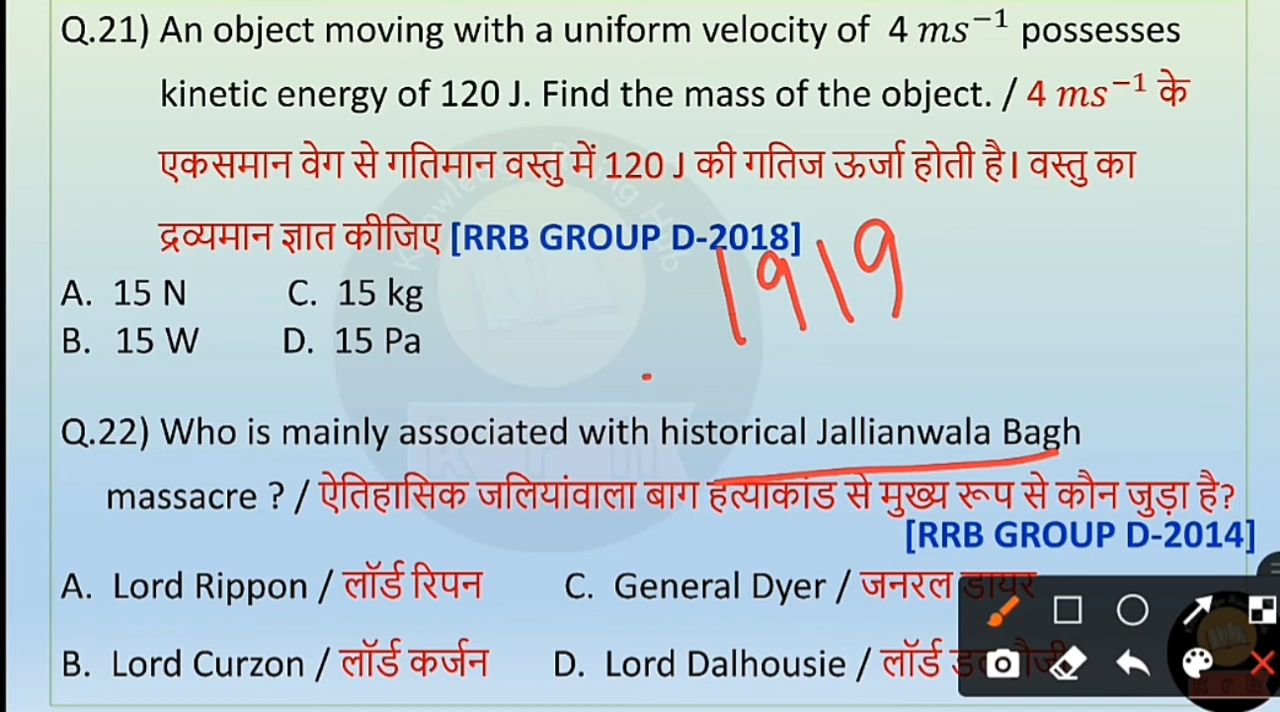 Q.21) An object moving with a uniform velocity of 4 ms⁻¹ possesses
kinetic energy of 120 J. Find the mass of the object. / 4 ms⁻¹ के
एकसमान वेग से गतिमान वस्तु में 120 J की गतिज ऊर्जा होती है। वस्तु का
द्रव्यमान ज्ञात कीजिए [RRB GROUP D-2018]
1919
A. 15 N C. 15 kg
B. 15 W D. 15 Pa
Q.22) Who is mainly associated with historical Jallianwala Bagh
massacre ? / ऐतिहासिक जलियांवाला बाग हत्याकांड से मुख्य रूप से कौन जुड़ा है?
[RRB GROUP D-2014]
A. Lord Rippon / लॉर्ड रिपन C. General Dyer / जनरल डायर
B. Lord Curzon / लॉर्ड कर्जन D. Lord Dalhousie / लॉर्ड